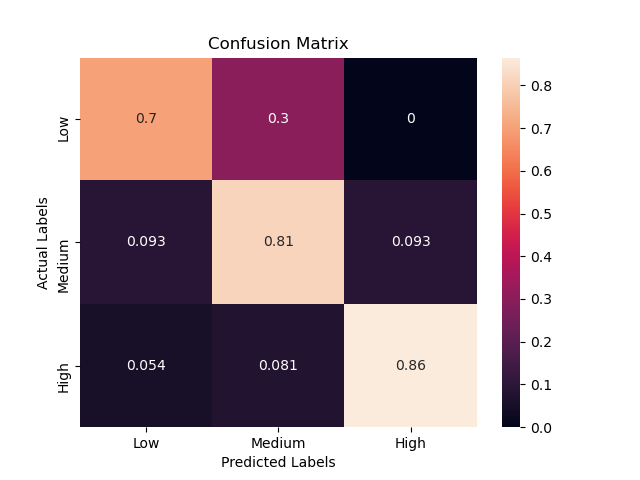 Confusion Matrix
Actual Labels
Low
0.7 0.3 0
Medium
0.093 0.81 0.093
High
0.054 0.081 0.86
Low Medium High
Predicted Labels
0.8
0.7
0.6
0.5
0.4
0.3
0.2
0.1
0.0